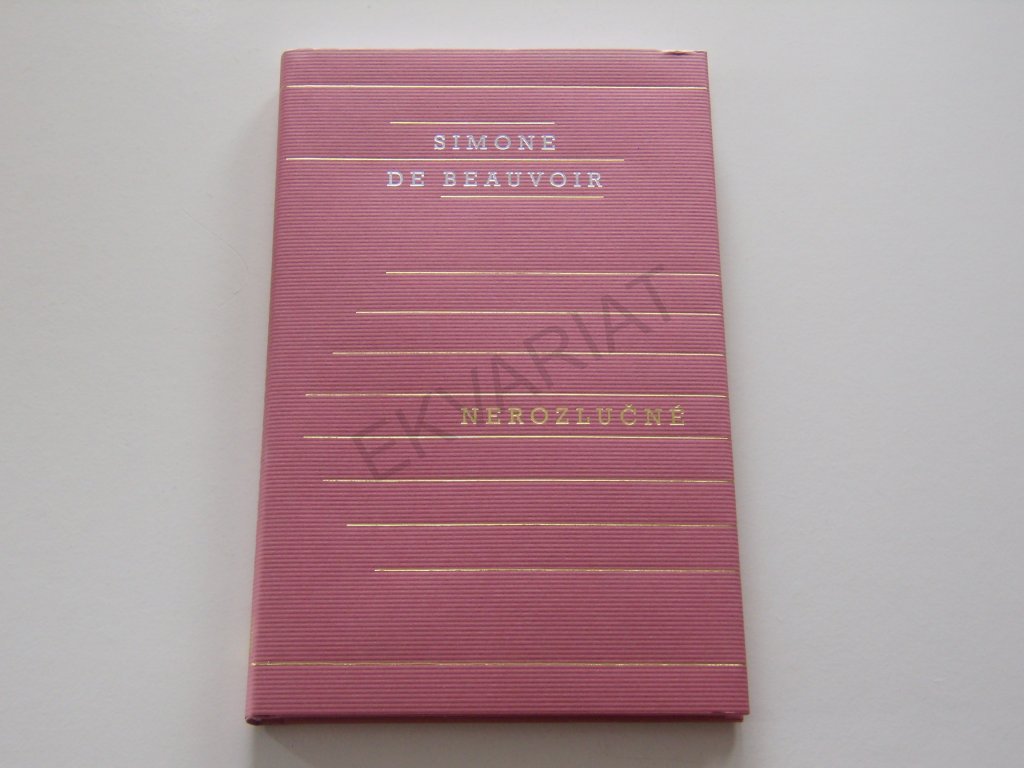 SIMONE
DE BEAUVOIR
NEROZLUČNÉ
EKVARIAT